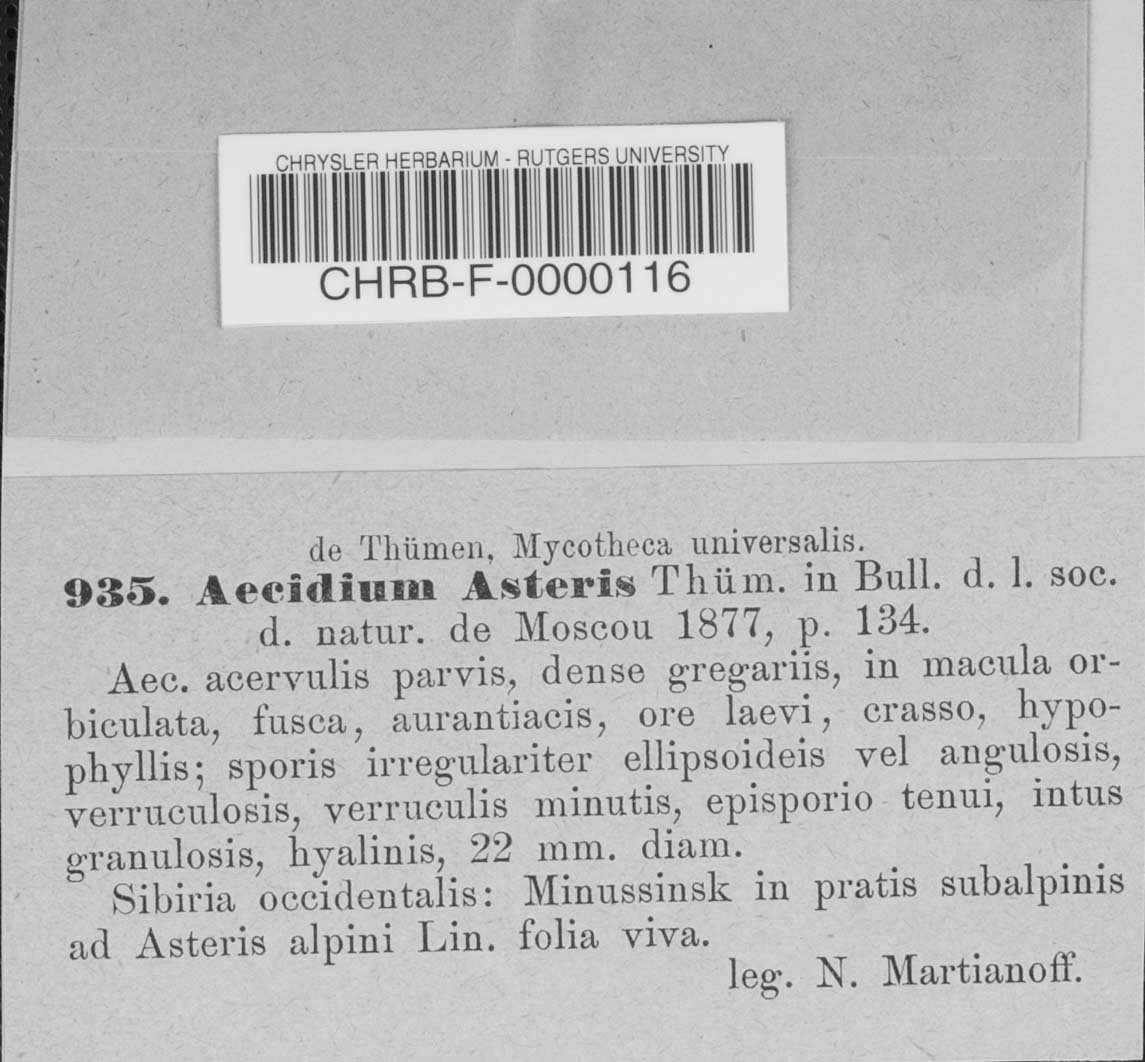 CHRYSLER HERBARIUM - RUTGERS UNIVERSITY
CHRB-F-0000116
de Thümen, Mycotheca universalis.
935. Aecidium Asteris Thüm. in Bull. d. l. soc.
d. natur. de Moscou 1877, p. 134.
Aec. acervulis parvis, dense gregariis, in macula or-
biculata, fusca, aurantiacis, ore laevi, crasso, hypo-
phyllis; sporis irregulariter ellipsoideis vel angulosis,
verruculosis, verruculis minutis, episporio tenui, intus
granulosis, hyalinis, 22 mm. diam.
Sibiria occidentalis: Minussinsk in pratis subalpinis
ad Asteris alpini Lin. folia viva.
leg. N. Martianoff.